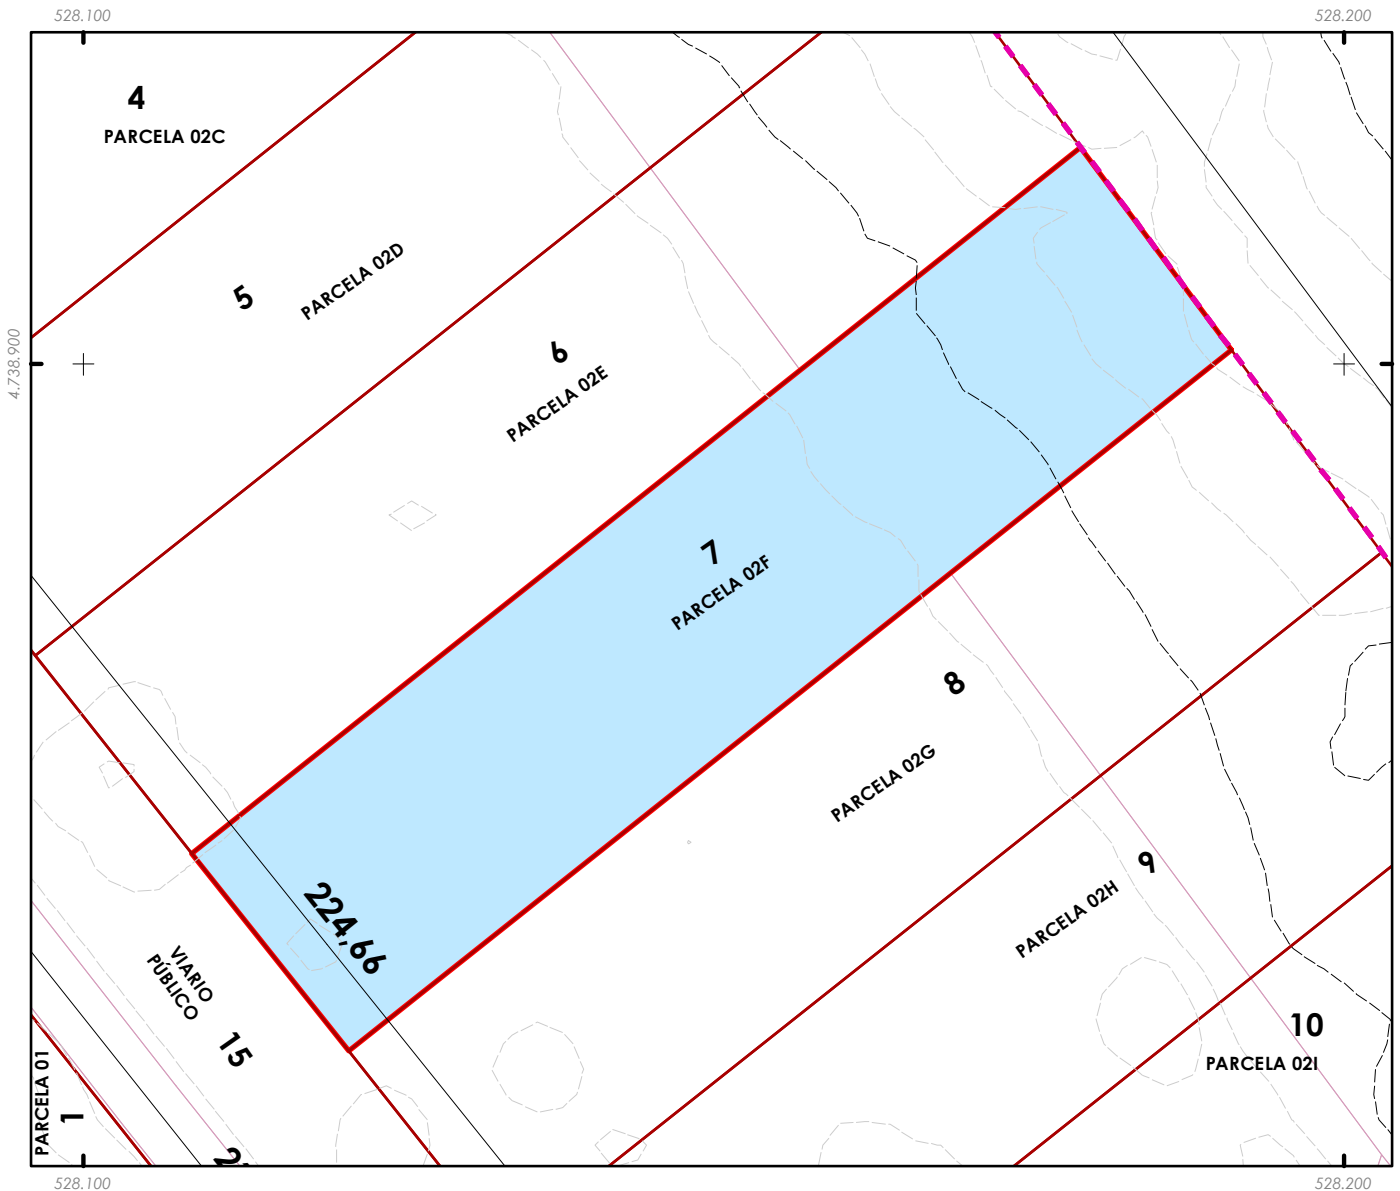 528.100
528.200
4
PARCELA 02C
5
PARCELA 02D
6
PARCELA 02E
4.738.900
7
PARCELA 02F
8
PARCELA 02G
9
PARCELA 02H
224,66
VIARIO
PÚBLICO
15
10
PARCELA 02I
PARCELA 01
1
528.100
528.200